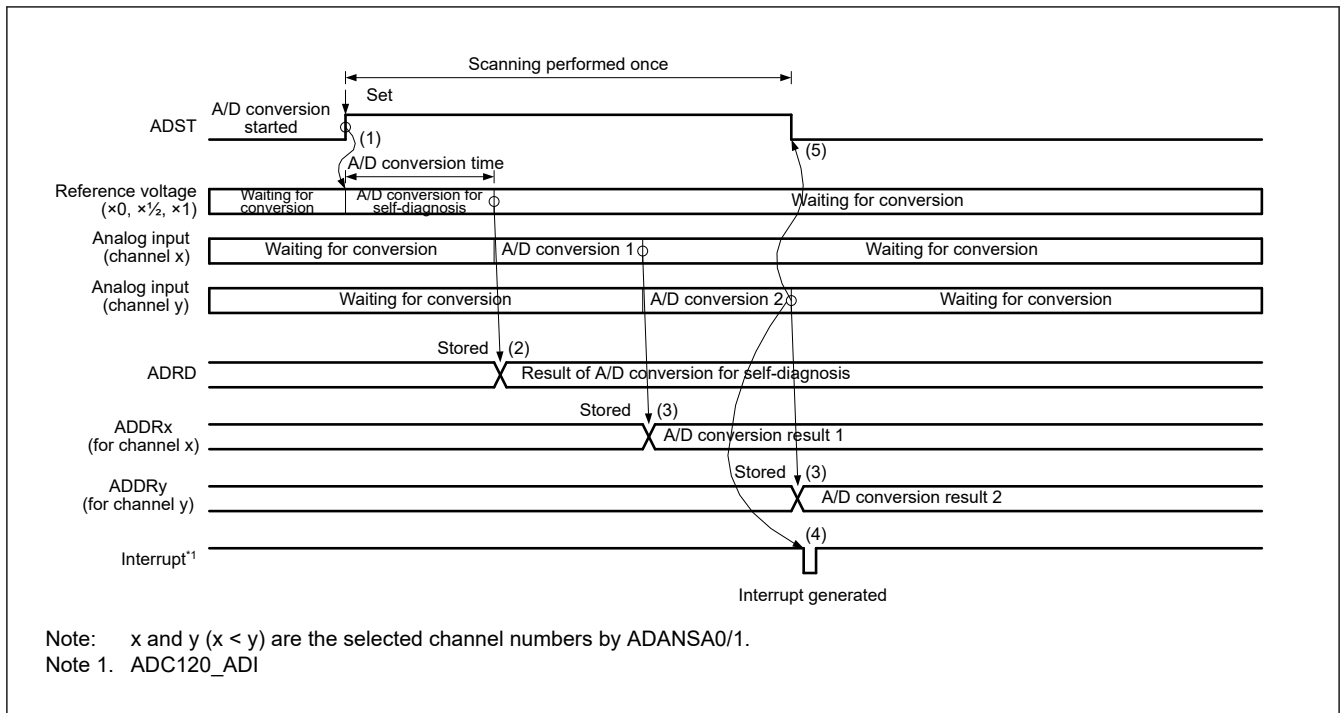 Scanning performed once
Set
A/D conversion
started
ADST
(1)
(5)
A/D conversion time
Reference voltage
(×0, ×½, ×1)
Waiting for
conversion
A/D conversion for
self-diagnosis
Waiting for conversion
Analog input
(channel x)
Waiting for conversion
A/D conversion 1
Waiting for conversion
Analog input
(channel y)
Waiting for conversion
A/D conversion 2
Waiting for conversion
Stored
(2)
ADRD
Result of A/D conversion for self-diagnosis
Stored
(3)
ADDRx
(for channel x)
A/D conversion result 1
Stored
(3)
ADDRy
(for channel y)
A/D conversion result 2
(4)
Interrupt*1
Interrupt generated
Note: x and y (x < y) are the selected channel numbers by ADANSA0/1.
Note 1. ADC120_ADI